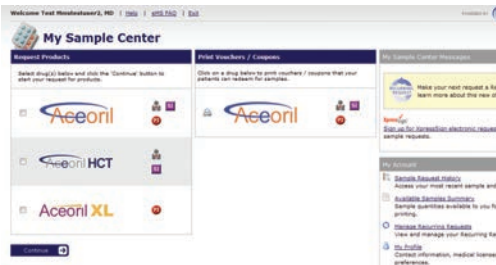 Welcome Test Mmstestuser2, MD | Help | eMS FAQ | Exit
My Sample Center
Request Products
Select drug(s) below and click the 'Continue' button to
start your request for products.
Aceoril
Aceoril HCT
Aceoril XL
Continue
Print Vouchers / Coupons
Click on a drug below to print vouchers / coupons that your
patients can redeem for samples.
Aceoril
My Sample Center Messages
Make your next request a Re
learn more about this new s
Sign up for XpressSign electronic reques
sample requests.
My Account
Sample Request History
Access your most recent sample and
Available Samples Summary
Sample quantities available to you fo
printing.
Manage Recurring Requests
View and manage your Recurring Re
My Profile
Contact information, medical license
preferences.